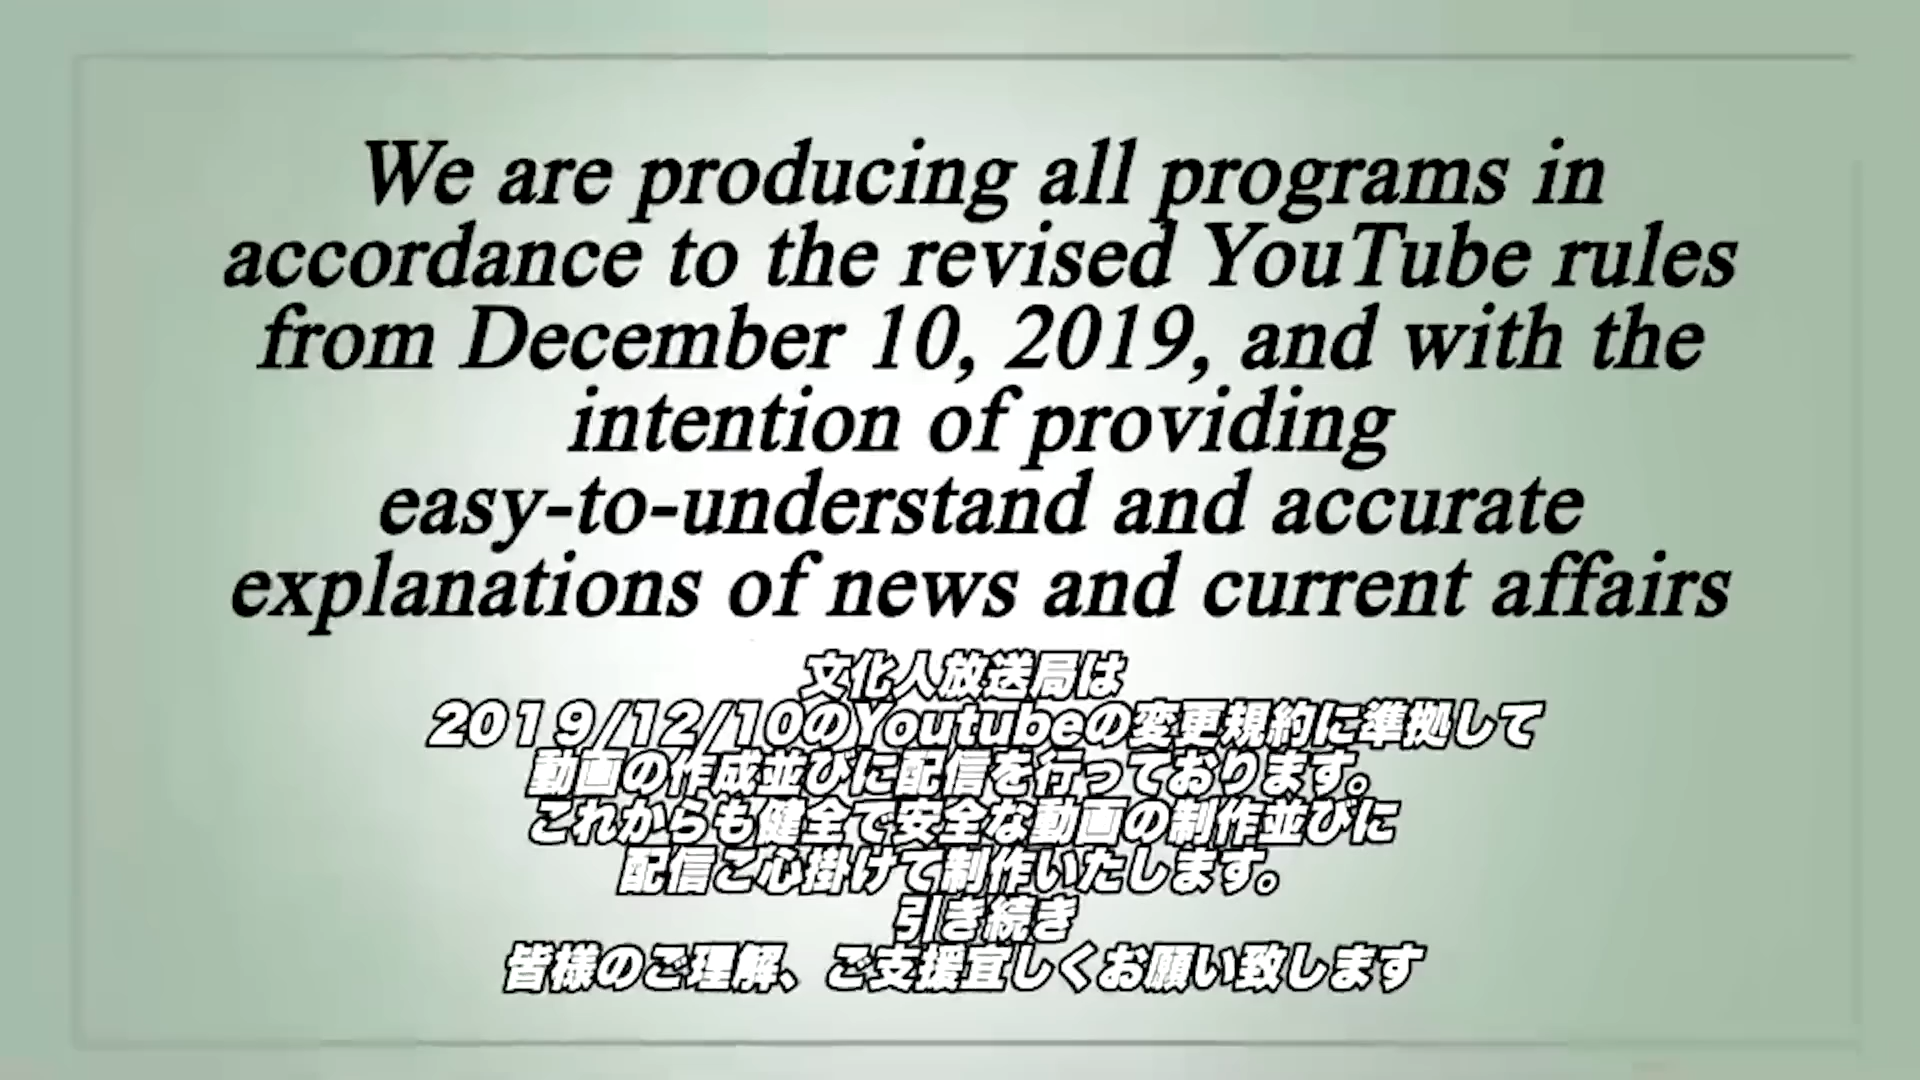 We are producing all programs in
accordance to the revised YouTube rules
from December 10, 2019, and with the
intention of providing
easy-to-understand and accurate
explanations of news and current affairs
文化人放送局は
2019/12/10のYoutubeの変更規約に準拠して
動画の作成並びに配信を行っております。
これからも健全で安全な動画の制作並びに
配信ご心掛けて制作いたします。
引き続き
皆様のご理解、ご支援宜しくお願い致します